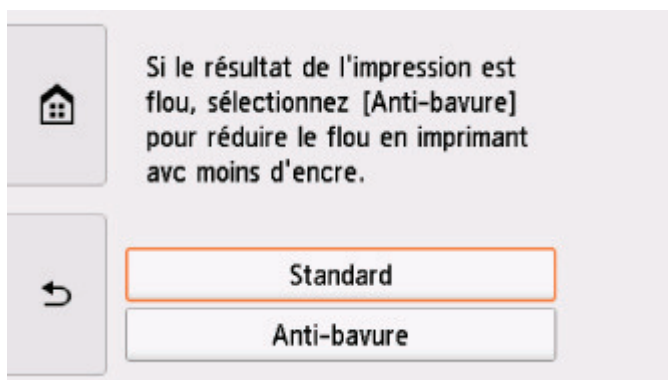 Si le résultat de l'impression est
flou, sélectionnez [Anti-bavure]
pour réduire le flou en imprimant
avc moins d'encre.
Standard
Anti-bavure